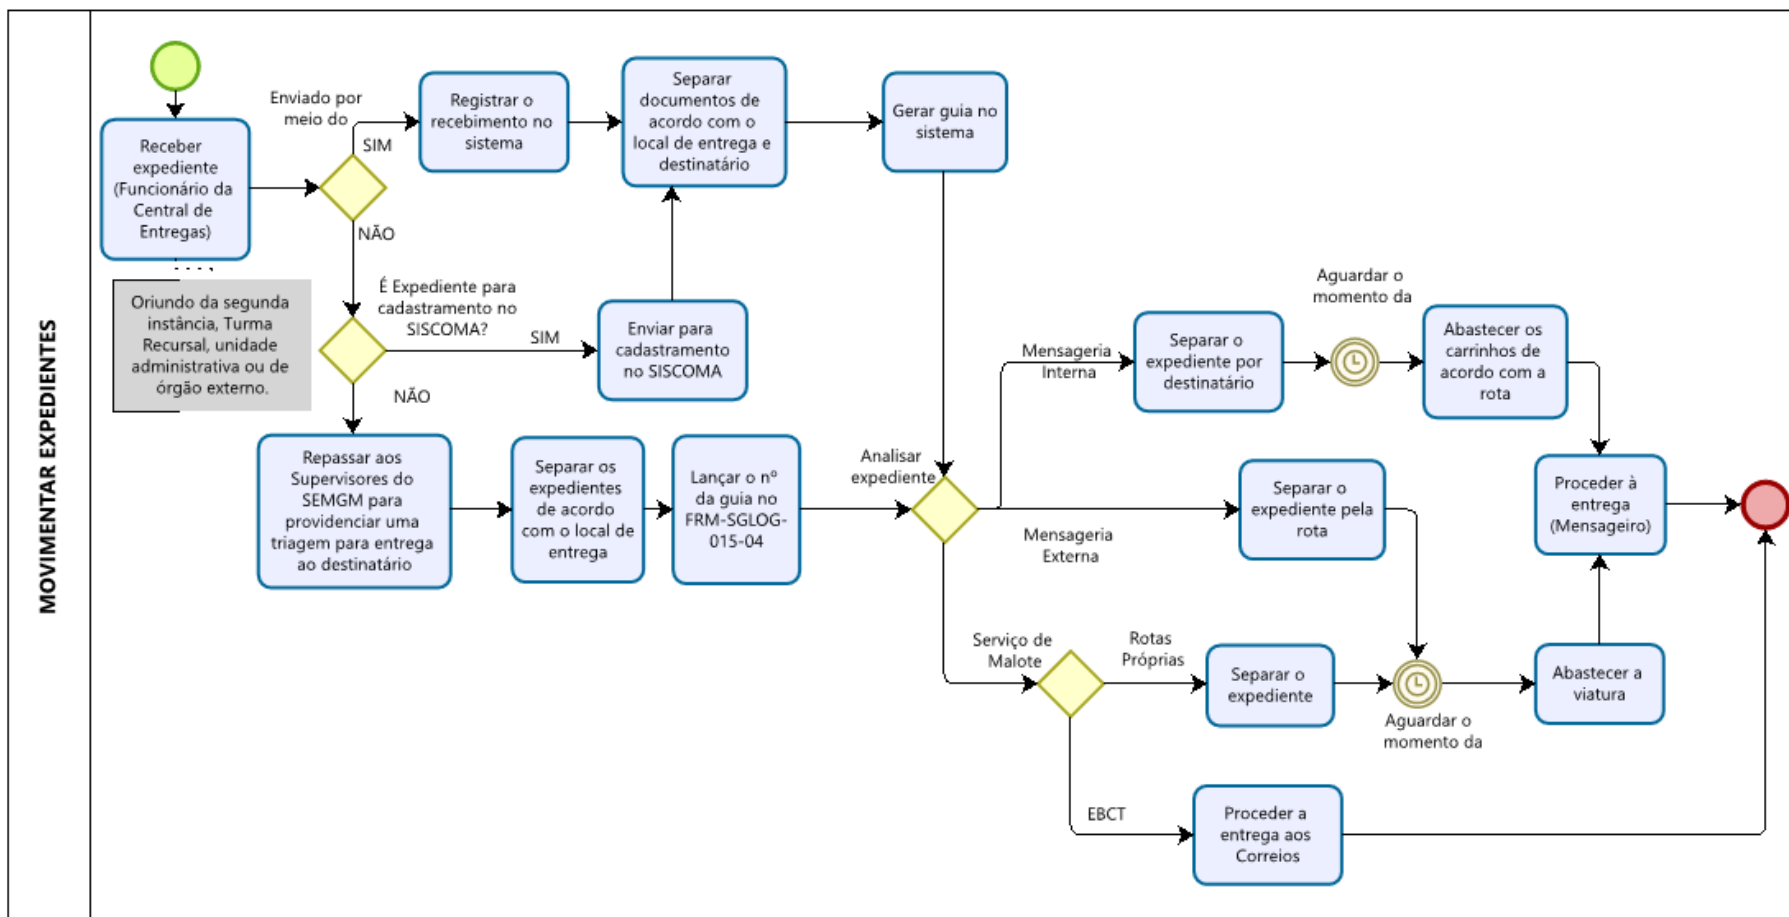 MOVIMENTAR EXPEDIENTES
Receber
expediente
(Funcionário da
Central de
Entregas)
Oriundo da segunda
instância, Turma
Recursal, unidade
administrativa ou de
órgão externo.
Enviado por
meio do
SIM
NÃO
Registrar o
recebimento no
sistema
Separar
documentos de
acordo com o
local de entrega e
destinatário
Gerar guia no
sistema
É Expediente para
cadastramento no
SISCOMA?
SIM
NÃO
Enviar para
cadastramento
no SISCOMA
Repassar aos
Supervisores do
SEMGM para
providenciar uma
triagem para entrega
ao destinatário
Separar os
expedientes
de acordo
com o local de
entrega
Lançar o nº
da guia no
FRM-SGLOG-
015-04
Analisar
expediente
Mensageria
Interna
Separar o
expediente por
destinatário
Aguardar o
momento da
Abastecer os
carrinhos de
acordo com a
rota
Mensageria
Externa
Separar o
expediente pela
rota
Proceder à
entrega
(Mensageiro)
Serviço de
Malote
Rotas
Próprias
Separar o
expediente
Aguardar o
momento da
Abastecer a
viatura
EBCT
Proceder a
entrega aos
Correios